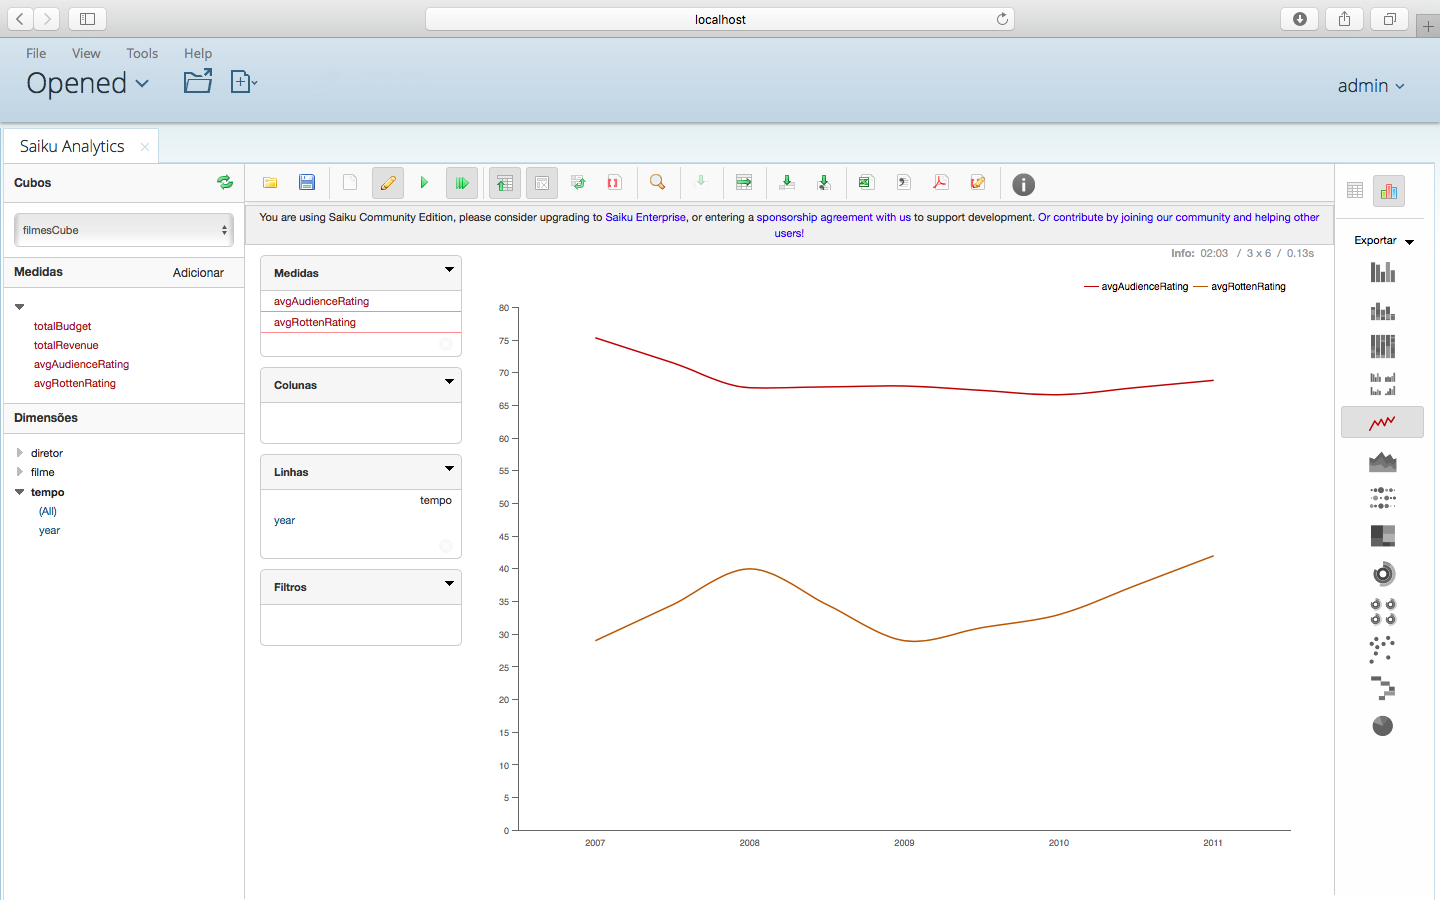 localhost
File View Tools Help
Opened
admin
Saiku Analytics
Cubos
You are using Saiku Community Edition, please consider upgrading to Saiku Enterprise, or entering a sponsorship agreement with us to support development. Or contribute by joining our community and helping other
users!
filmesCube
Medidas Adicionar
totalBudget
totalRevenue
avgAudienceRating
avgRottenRating
Dimensões
diretor
filme
tempo
(All)
year
Medidas
avgAudienceRating
avgRottenRating
Colunas
Linhas
tempo
year
Filtros
Info: 02:03 / 3 x 6 / 0.13s
avgAudienceRating avgRottenRating
80
75
70
65
60
55
50
45
40
35
30
25
20
15
10
5
0
2007 2008 2009 2010 2011
Exportar